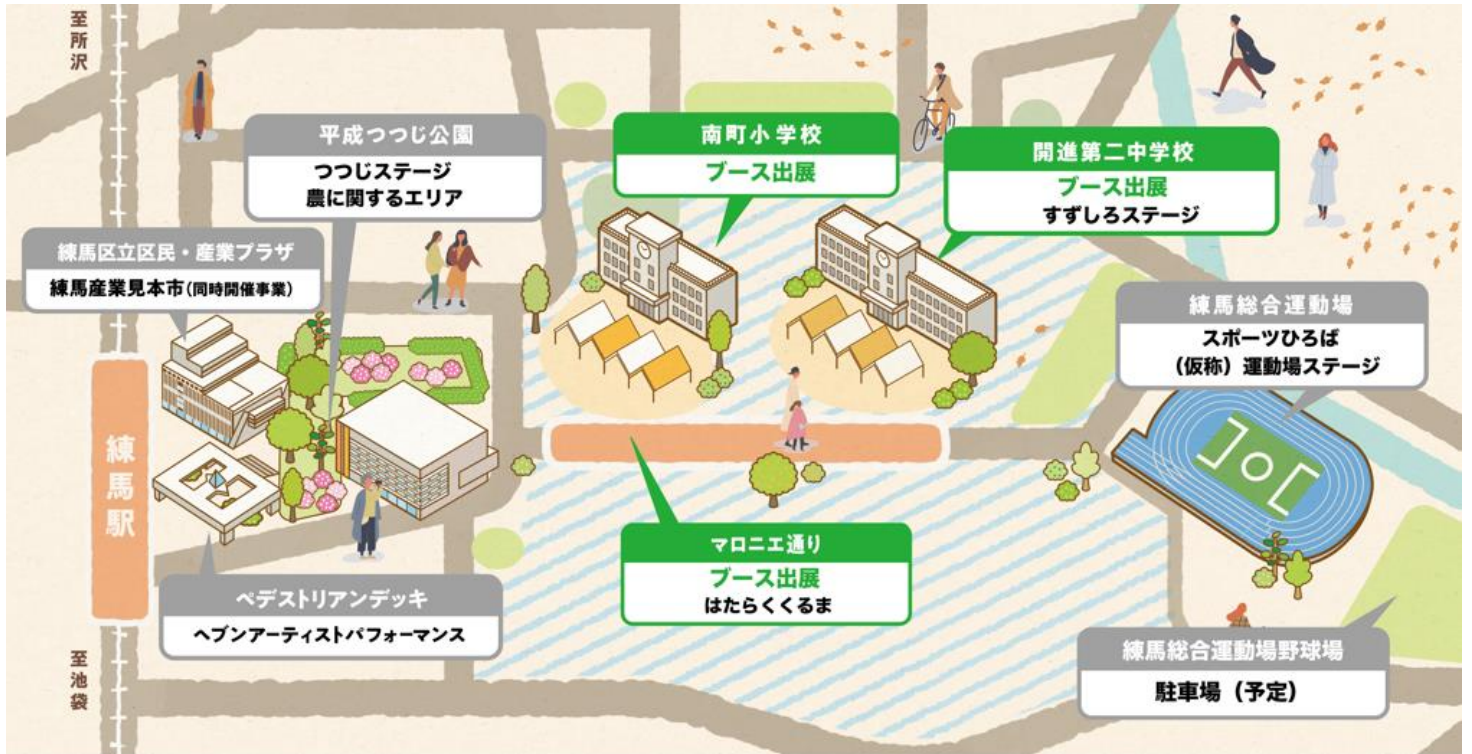 至所沢
平成つつじ公園
つつじステージ
農に関するエリア
南町小学校
ブース出展
開進第二中学校
ブース出展
すずしろステージ
練馬区立区民・産業プラザ
練馬産業見本市(同時開催事業)
練馬総合運動場
スポーツひろば
（仮称）運動場ステージ
練馬駅
マロニエ通り
ブース出展
はたらくくるま
ペデストリアンデッキ
ヘブンアーティストパフォーマンス
練馬総合運動場野球場
駐車場（予定）
至池袋